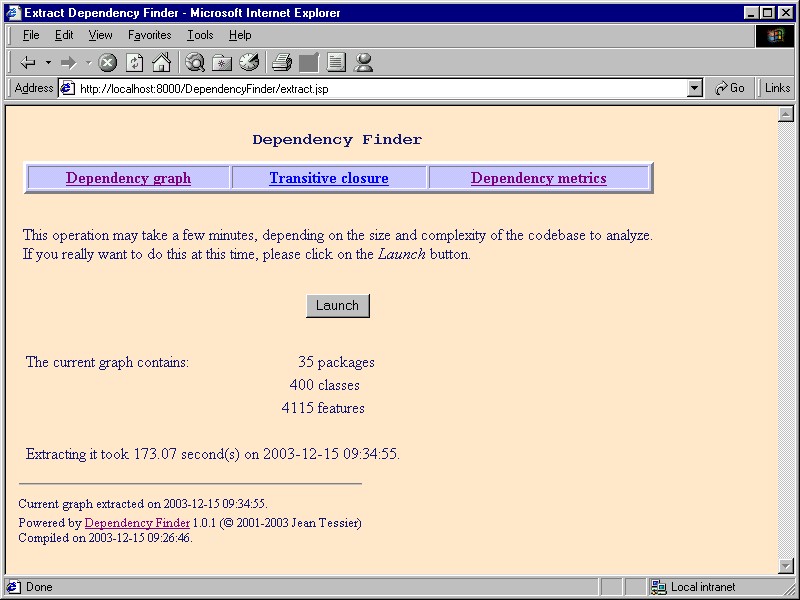 Extract Dependency Finder - Microsoft Internet Explorer
File Edit View Favorites Tools Help
Address http://localhost:8000/DependencyFinder/extract.jsp Go Links
Dependency Finder
Dependency graph Transitive closure Dependency metrics
This operation may take a few minutes, depending on the size and complexity of the codebase to analyze.
If you really want to do this at this time, please click on the Launch button.
Launch
The current graph contains: 35 packages
400 classes
4115 features
Extracting it took 173.07 second(s) on 2003-12-15 09:34:55.
Current graph extracted on 2003-12-15 09:34:55.
Powered by Dependency Finder 1.0.1 (© 2001-2003 Jean Tessier)
Compiled on 2003-12-15 09:26:46.
Done Local intranet